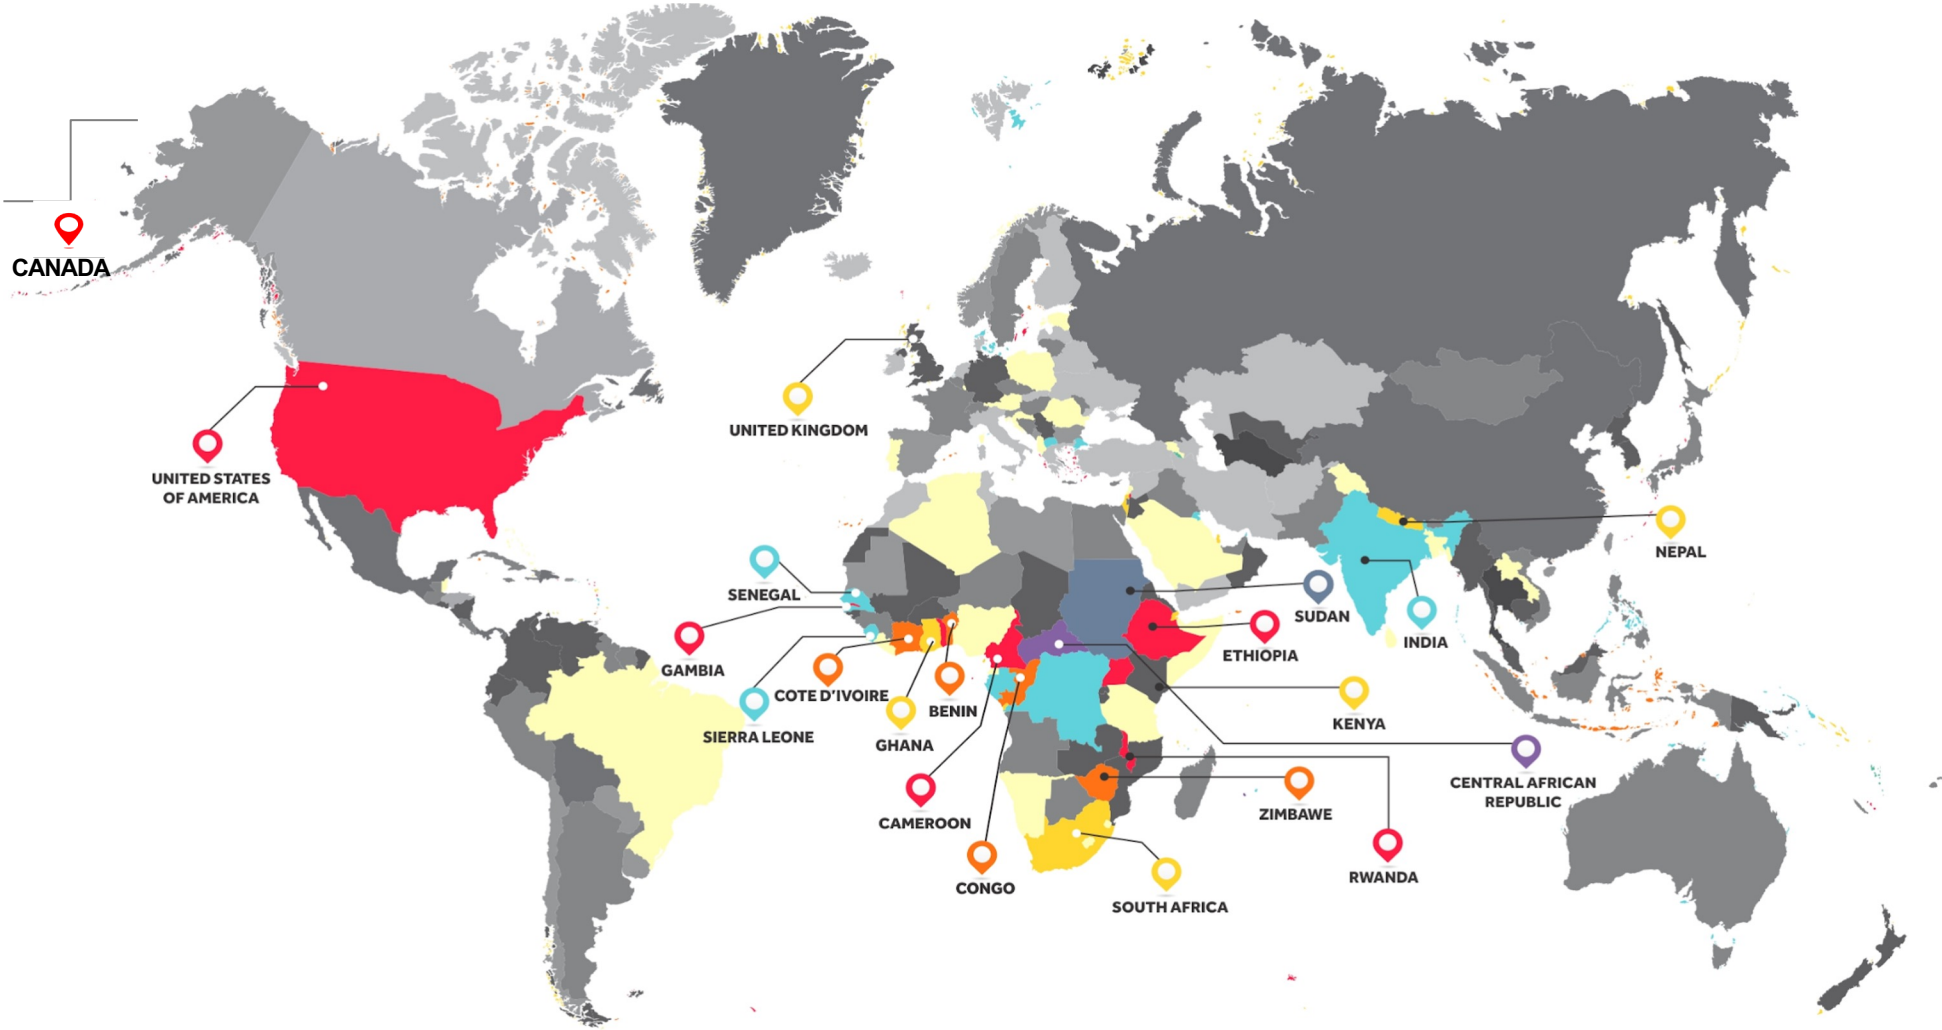 CANADA
UNITED KINGDOM
UNITED STATES
OF AMERICA
NEPAL
SENEGAL
SUDAN
INDIA
GAMBIA
ETHIOPIA
COTE D'IVOIRE
BENIN
KENYA
SIERRA LEONE
GHANA
CENTRAL AFRICAN
REPUBLIC
CAMEROON
ZIMBAWE
RWANDA
CONGO
SOUTH AFRICA